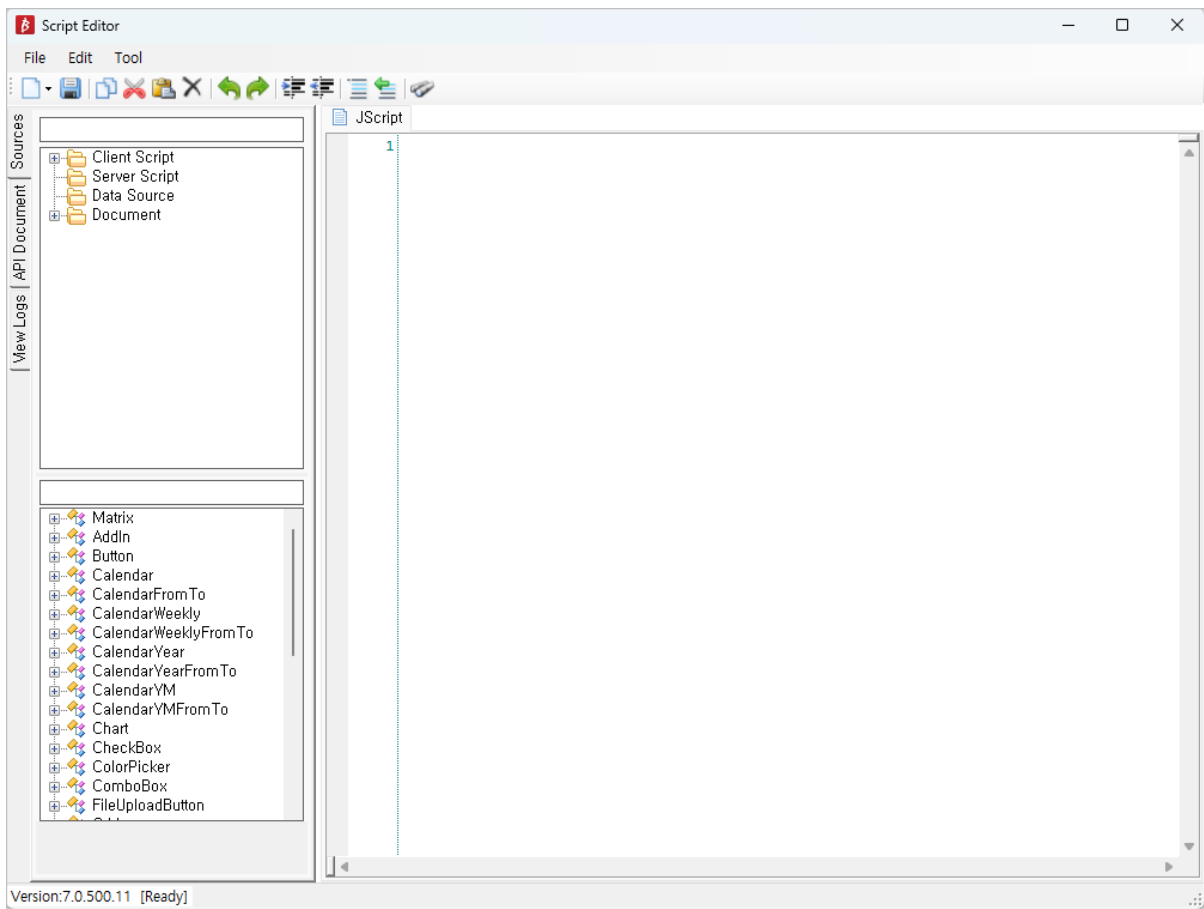 Script Editor
File Edit Tool
JScript
1
Sources
API Document
View Logs
Client Script
Server Script
Data Source
Document
Matrix
AddIn
Button
Calendar
CalendarFromTo
CalendarWeekly
CalendarWeeklyFromTo
CalendarYear
CalendarYearFromTo
CalendarYM
CalendarYMFromTo
Chart
CheckBox
ColorPicker
ComboBox
FileUploadButton
Version:7.0.500.11 [Ready]